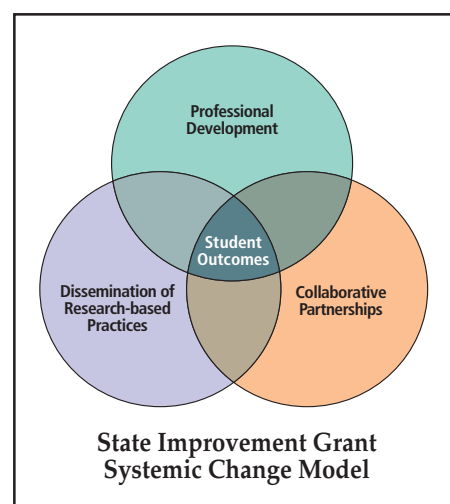 Professional
Development
Student
Outcomes
Dissemination of
Research-based
Practices
Collaborative
Partnerships
State Improvement Grant
Systemic Change Model